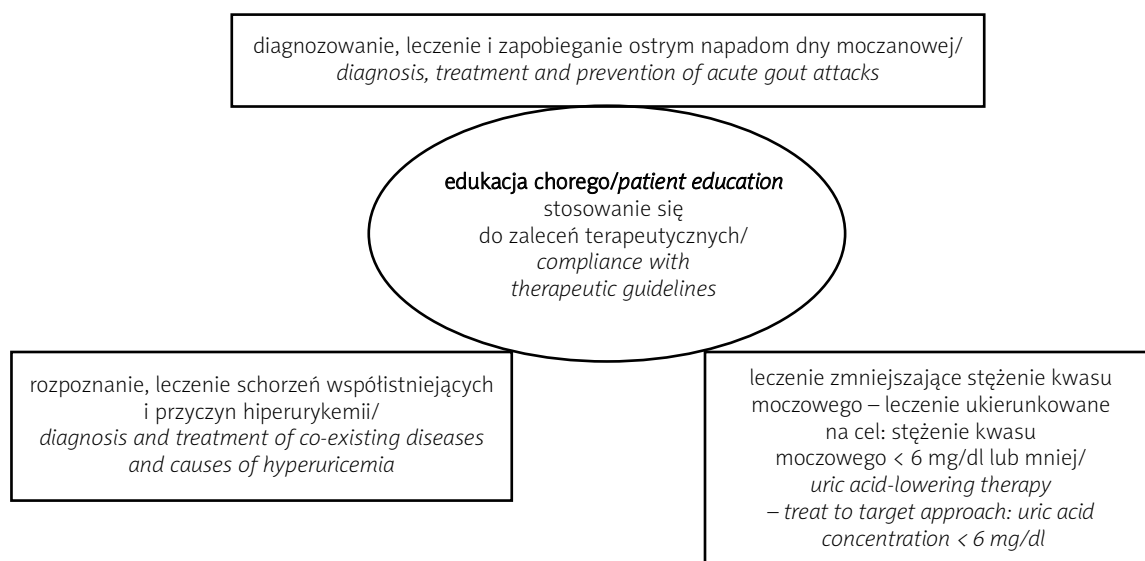 diagnozowanie, leczenie i zapobieganie ostrym napadom dny moczanowej/
diagnosis, treatment and prevention of acute gout attacks
edukacja chorego/patient education
stosowanie się
do zaleceń terapeutycznych/
compliance with
therapeutic guidelines
rozpoznanie, leczenie schorzeń współistniejących
i przyczyn hiperurykemii/
diagnosis and treatment of co-existing diseases
and causes of hyperuricemia
leczenie zmniejszające stężenie kwasu
moczowego – leczenie ukierunkowane
na cel: stężenie kwasu
moczowego < 6 mg/dl lub mniej/
uric acid-lowering therapy
– treat to target approach: uric acid
concentration < 6 mg/dl